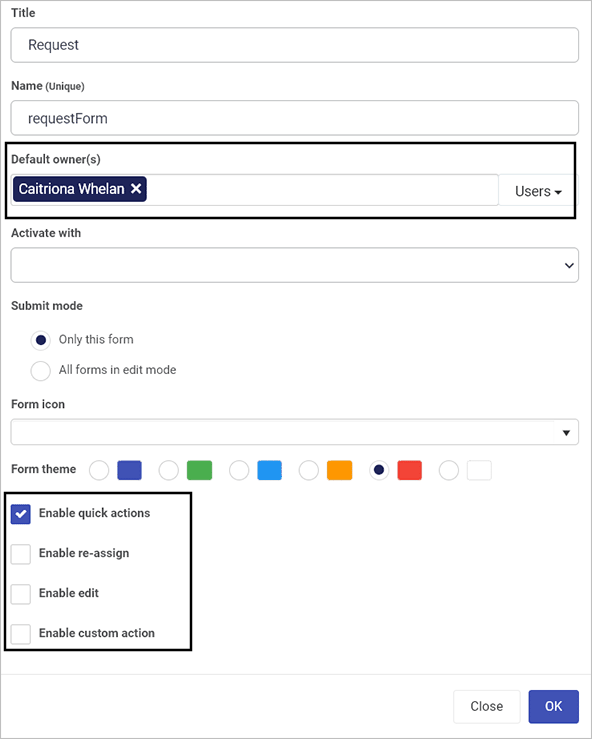 Title
Request
Name (Unique)
requestForm
Default owner(s)
Caitriona Whelan
Users
Activate with
Submit mode
Only this form
All forms in edit mode
Form icon
Form theme
Enable quick actions
Enable re-assign
Enable edit
Enable custom action
Close OK